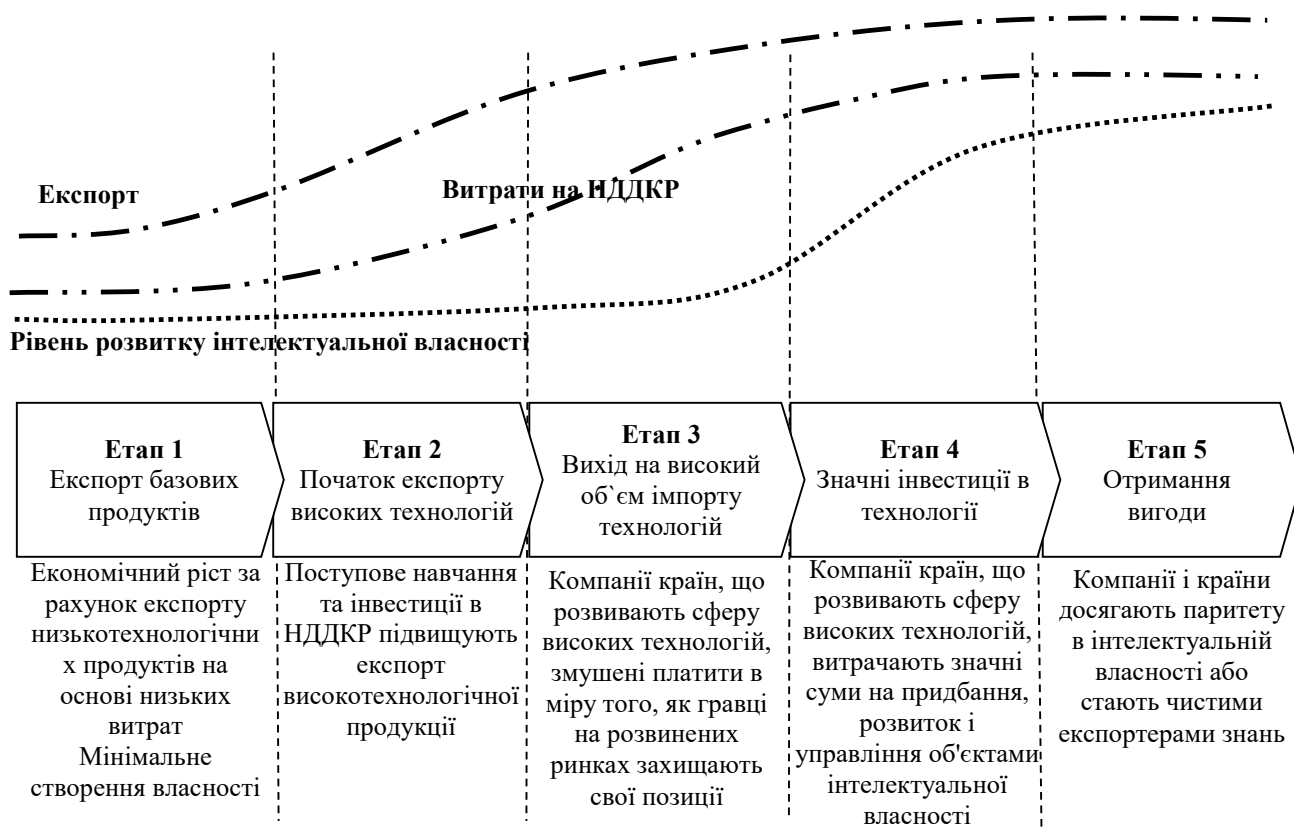 Експорт
Витрати на НДДКР
Рівень розвитку інтелектуальної власності
Етап 1
Експорт базових
продуктів
Етап 2
Початок експорту
високих технологій
Етап 3
Вихід на високий
об`єм імпорту
технологій
Етап 4
Значні інвестиції в
технології
Етап 5
Отримання
вигоди
Економічний ріст за
рахунок експорту
низькотехнологічни
х продуктів на
основі низьких
витрат
Мінімальне
створення власності
Поступове навчання
та інвестиції в
НДДКР підвищують
експорт
високотехнологічної
продукції
Компанії країн, що
розвивають сферу
високих технологій,
змушені платити в
міру того, як гравці
на розвинених
ринках захищають
свої позиції
Компанії країн, що
розвивають сферу
високих технологій,
витрачають значні
суми на придбання,
розвиток і
управління об'єктами
інтелектуальної
власності
Компанії і країни
досягають паритету
в інтелектуальній
власності або
стають чистими
експортерами знань